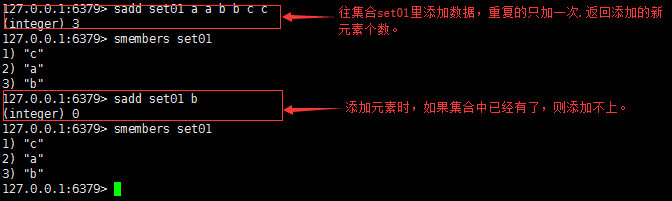 127.0.0.1:6379> sadd set01 a a b b c c
(integer) 3
往集合set01里添加数据，重复的只加一次.返回添加的新
元素个数。
127.0.0.1:6379> smembers set01
1) "c"
2) "a"
3) "b"
127.0.0.1:6379> sadd set01 b
(integer) 0
添加元素时，如果集合中已经有了，则添加不上。
127.0.0.1:6379> smembers set01
1) "c"
2) "a"
3) "b"
127.0.0.1:6379>